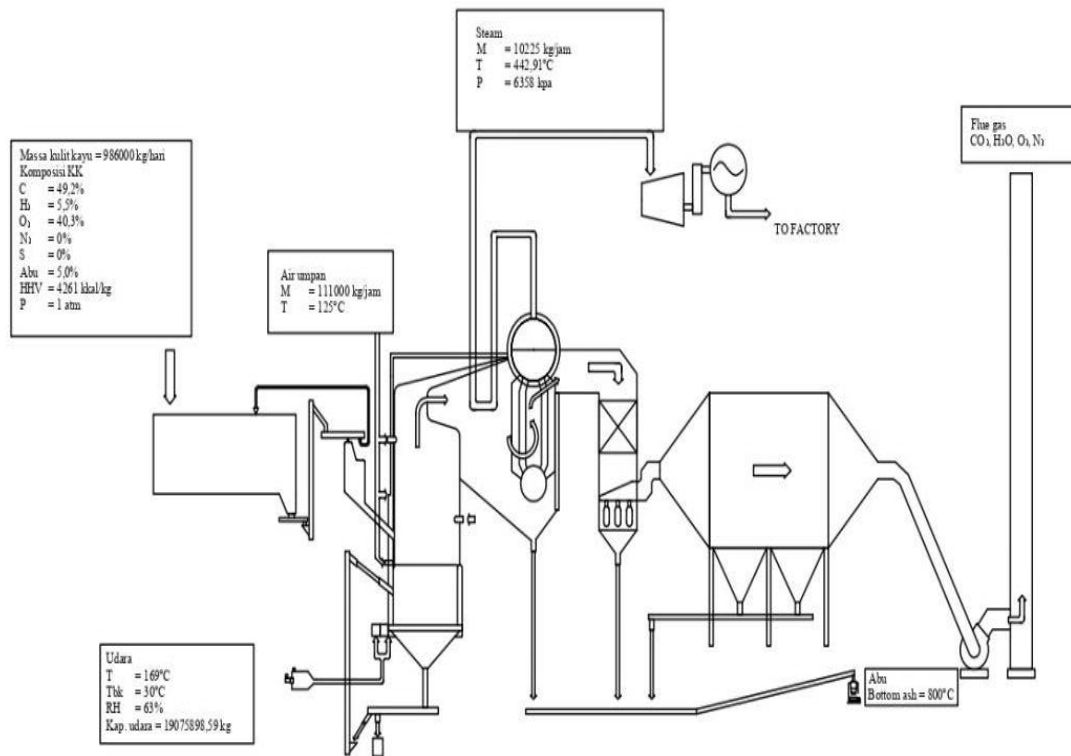 Steam
M = 10225 kg/jam
T = 442,91°C
P = 6358 kpa
Flue gas
CO₂, H₂O, O₂, N₂
Massa kulit kayu = 986000 kg/hari
Komposisi KK
C = 49,2%
H₂ = 5,5%
O₂ = 40,3%
N₂ = 0%
S = 0%
Abu = 5,0%
HHV = 4261 kkal/kg
P = 1 atm
TO FACTORY
Air umpan
M = 111000 kg/jam
T = 125°C
Udara
T = 169°C
Tbk = 30°C
RH = 63%
Kap. udara = 19075898,59 kg
Abu
Bottom ash = 800°C